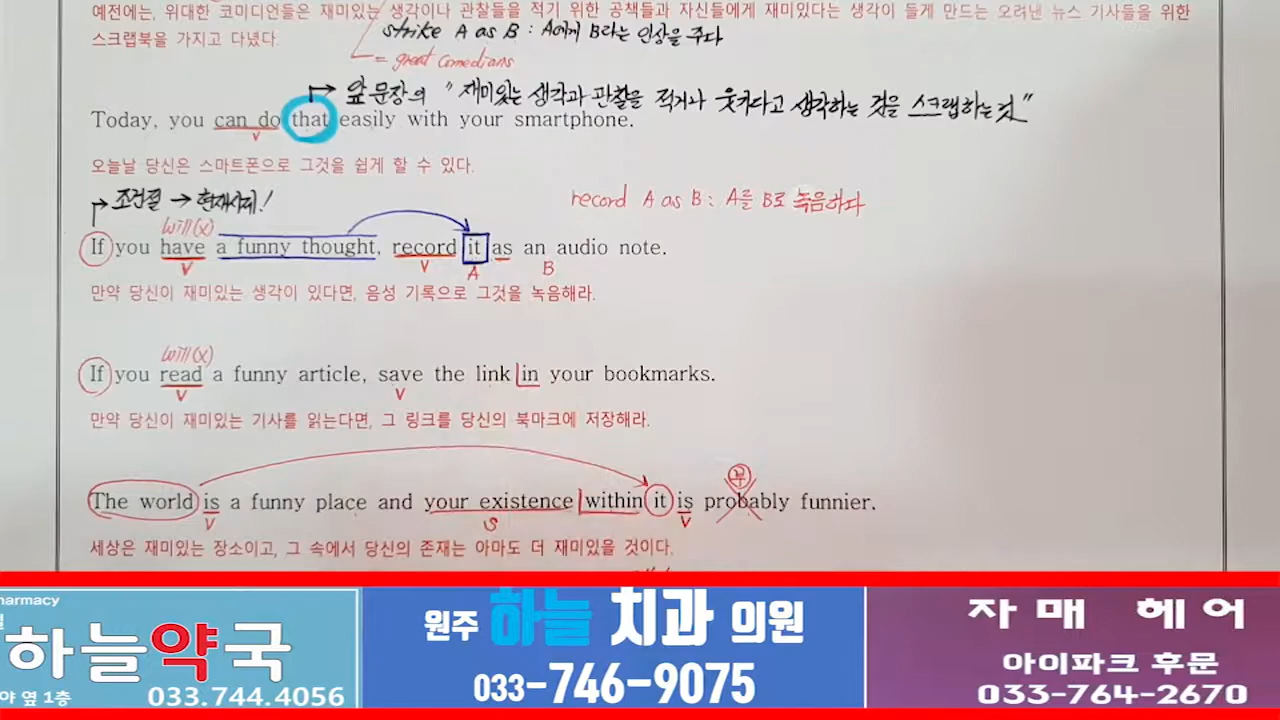 예전에는, 위대한 코미디언들은 재미있는 생각이나 관찰들을 적기 위한 공책들과 자신들에게 재미있다는 생각이 들게 만드는 오려낸 뉴스 기사들을 위한
스크랩북을 가지고 다녔다.
strike A as B : A에게 B라는 인상을 주다
= great comedians
앞 문장의 "재미있는 생각과 관찰을 적거나 웃기다고 생각하는 것을 스크랩하는 것"
Today, you can do that easily with your smartphone.
v
오늘날 당신은 스마트폰으로 그것을 쉽게 할 수 있다.
조건절 → 현재시제!
record A as B : A를 B로 녹음하다
will(x)
If you have a funny thought, record it as an audio note.
v v A B
만약 당신이 재미있는 생각이 있다면, 음성 기록으로 그것을 녹음해라.
will(x)
If you read a funny article, save the link in your bookmarks.
v v
만약 당신이 재미있는 기사를 읽는다면, 그 링크를 당신의 북마크에 저장해라.
부
The world is a funny place and your existence within it is probably funnier.
v s v
세상은 재미있는 장소이고, 그 속에서 당신의 존재는 아마도 더 재미있을 것이다.
harmacy
하늘약국
야 옆 1층 033.744.4056
원주 하늘 치과 의원
033-746-9075
자매 헤어
아이파크 후문
033-764-2670